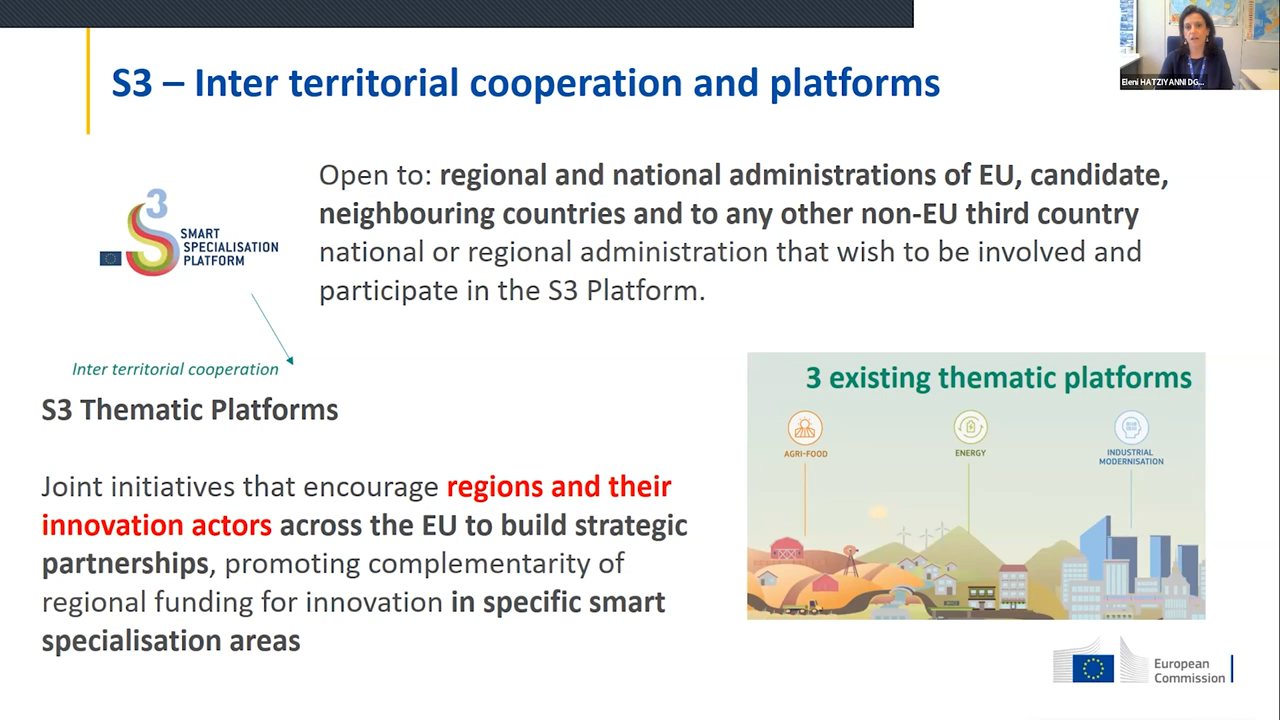 S3 – Inter territorial cooperation and platforms
Eleni HATZIYANNI DG...
Open to: regional and national administrations of EU, candidate,
neighbouring countries and to any other non-EU third country
national or regional administration that wish to be involved and
participate in the S3 Platform.
S3
SMART
SPECIALISATION
PLATFORM
Inter territorial cooperation
S3 Thematic Platforms
Joint initiatives that encourage regions and their
innovation actors across the EU to build strategic
partnerships, promoting complementarity of
regional funding for innovation in specific smart
specialisation areas
3 existing thematic platforms
AGRI-FOOD
ENERGY
INDUSTRIAL
MODERNISATION
European
Commission